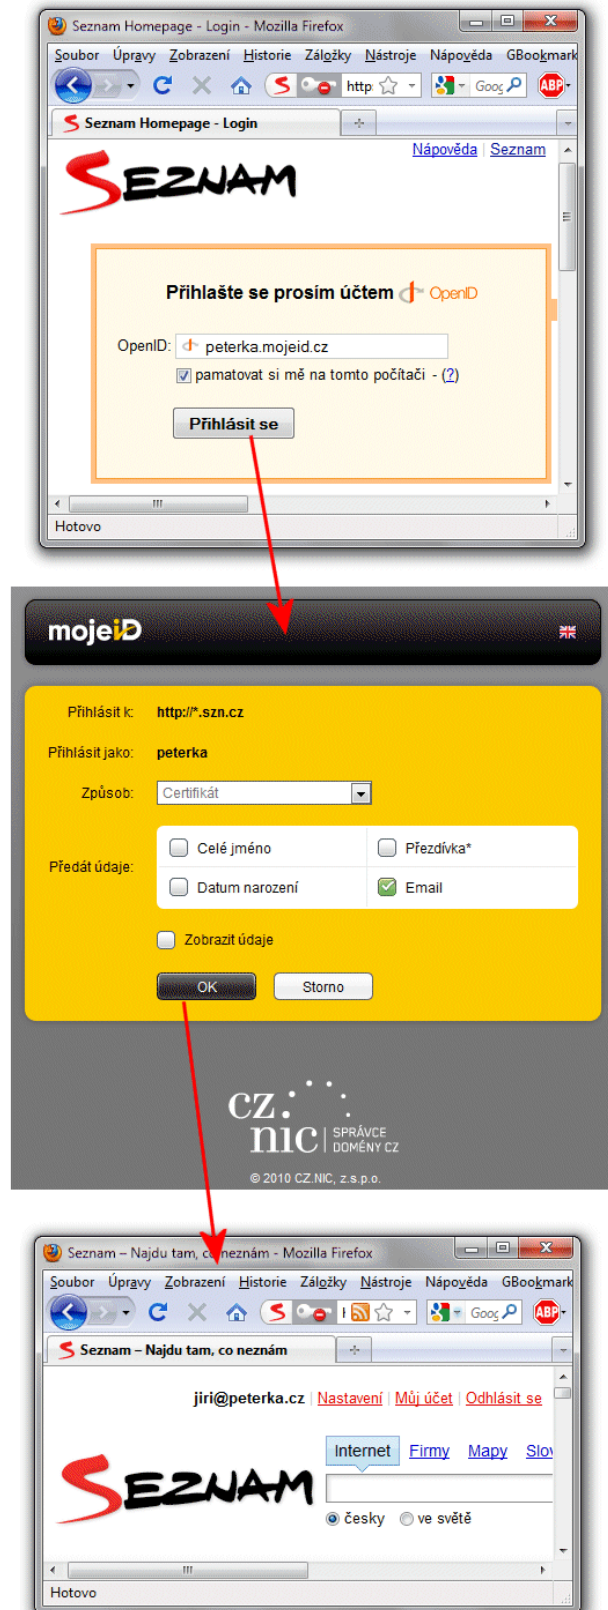 Seznam Homepage - Login - Mozilla Firefox
Soubor Úpravy Zobrazení Historie Záložky Nástroje Nápověda GBookmark
http: Goog ABP
Seznam Homepage - Login
Nápověda | Seznam
SEZNAM
Přihlašte se prosím účtem OpenID
OpenID: peterka.mojeid.cz
pamatovat si mě na tomto počítači - (?)
Přihlásit se
Hotovo
mojeiD
Přihlásit k: http://*.szn.cz
Přihlásit jako: peterka
Způsob: Certifikát
Předát údaje:
Celé jméno Přezdívka*
Datum narození Email
Zobrazit údaje
OK Storno
CZ.
nic SPRÁVCE
DOMÉNY CZ
© 2010 CZ.NIC, z.s.p.o.
Seznam – Najdu tam, co neznám - Mozilla Firefox
Soubor Úpravy Zobrazení Historie Záložky Nástroje Nápověda GBookmark
Goog ABP
Seznam – Najdu tam, co neznám
jiri@peterka.cz | Nastavení | Můj účet | Odhlásit se
Internet Firmy Mapy Slov
SEZNAM
česky ve světě
Hotovo